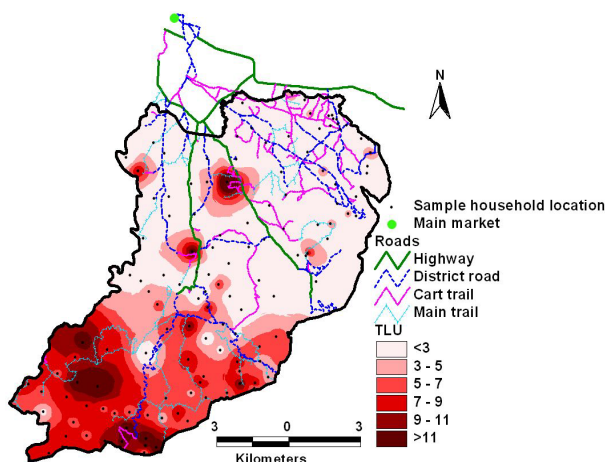 N
Sample household location
Main market
Roads
Highway
District road
Cart trail
Main trail
TLU
<3
3 - 5
5 - 7
7 - 9
9 - 11
>11
3 0 3
Kilometers